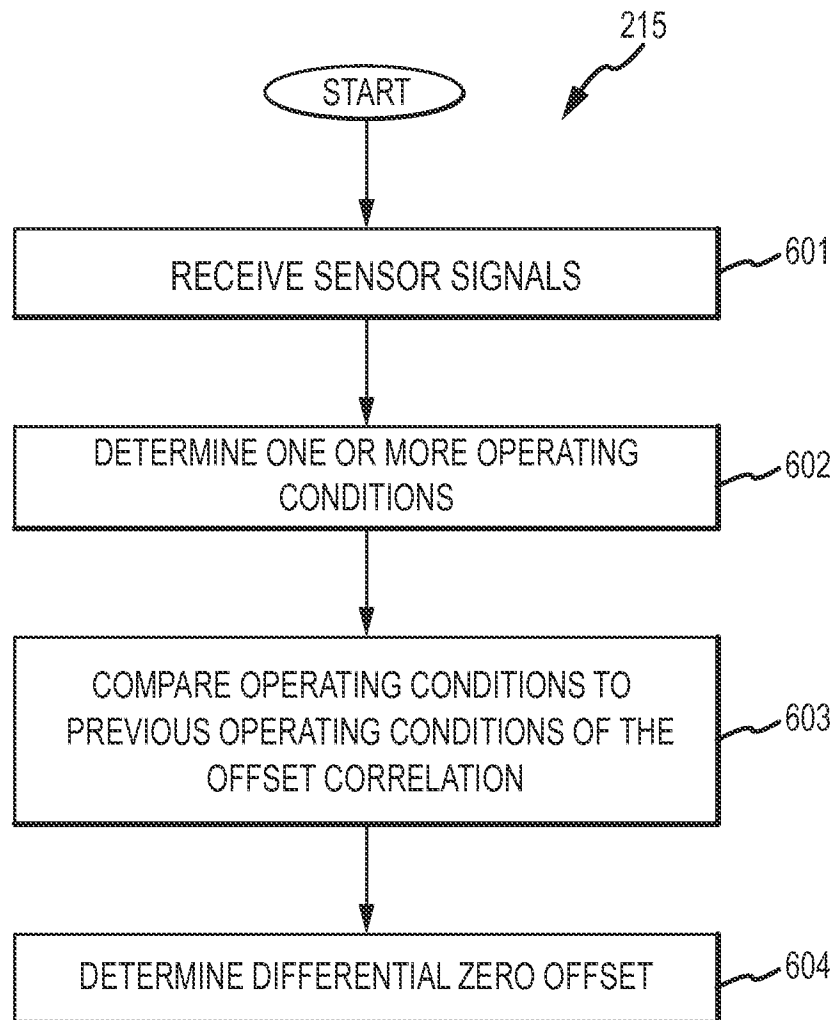 215
START
RECEIVE SENSOR SIGNALS
601
DETERMINE ONE OR MORE OPERATING
CONDITIONS
602
COMPARE OPERATING CONDITIONS TO
PREVIOUS OPERATING CONDITIONS OF THE
OFFSET CORRELATION
603
DETERMINE DIFFERENTIAL ZERO OFFSET
604